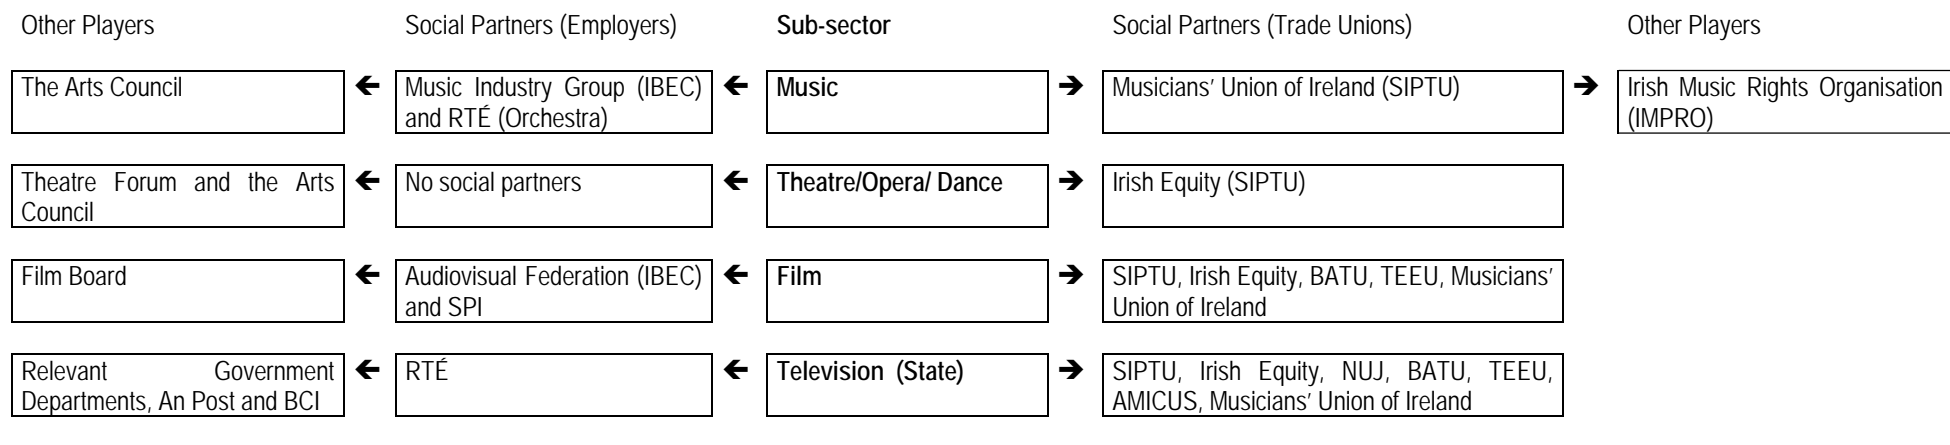 Other Players Social Partners (Employers) Sub-sector Social Partners (Trade Unions) Other Players
The Arts Council
Music Industry Group (IBEC)
and RTÉ (Orchestra)
Music
Musicians’ Union of Ireland (SIPTU)
Irish Music Rights Organisation
(IMPRO)
Theatre Forum and the Arts
Council
No social partners
Theatre/Opera/ Dance
Irish Equity (SIPTU)
Film Board
Audiovisual Federation (IBEC)
and SPI
Film
SIPTU, Irish Equity, BATU, TEEU, Musicians’
Union of Ireland
Relevant Government
Departments, An Post and BCI
RTÉ
Television (State)
SIPTU, Irish Equity, NUJ, BATU, TEEU,
AMICUS, Musicians’ Union of Ireland